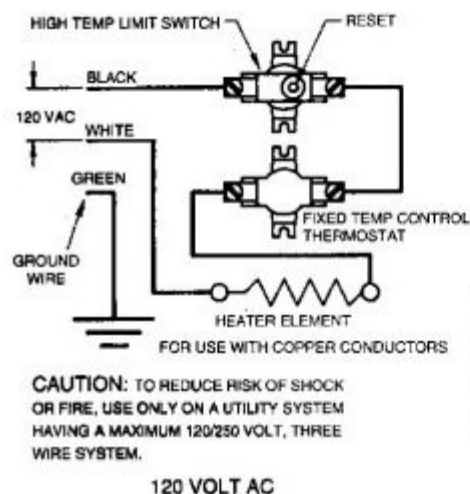 HIGH TEMP LIMIT SWITCH
RESET
BLACK
120 VAC
WHITE
GREEN
FIXED TEMP CONTROL
THERMOSTAT
GROUND
WIRE
HEATER ELEMENT
FOR USE WITH COPPER CONDUCTORS
CAUTION: TO REDUCE RISK OF SHOCK
OR FIRE, USE ONLY ON A UTILITY SYSTEM
HAVING A MAXIMUM 120/250 VOLT, THREE
WIRE SYSTEM.
120 VOLT AC